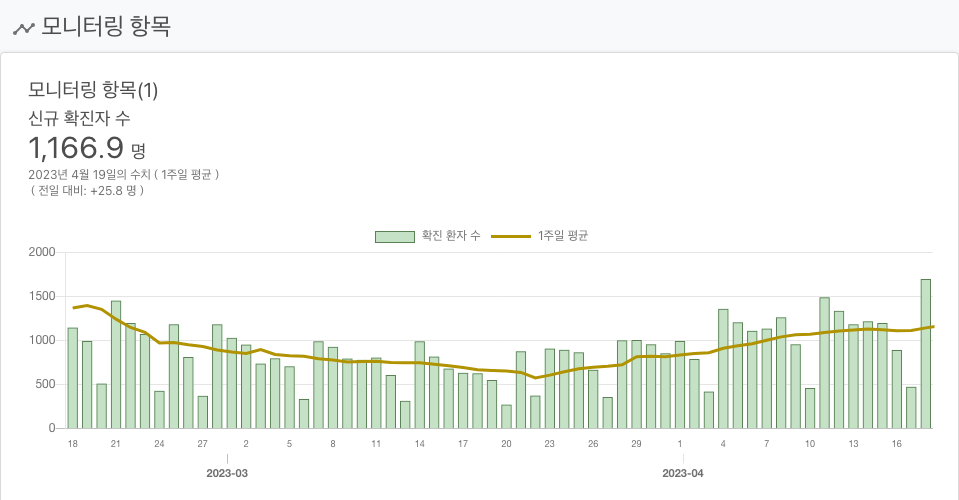 모니터링 항목
모니터링 항목(1)
신규 확진자 수
1,166.9 명
2023년 4월 19일의 수치 ( 1주일 평균 )
( 전일 대비: +25.8 명 )
확진 환자 수 1주일 평균
2000
1500
1000
500
0
18 21 24 27 2 5 8 11 14 17 20 23 26 29 1 4 7 10 13 16
2023-03 2023-04